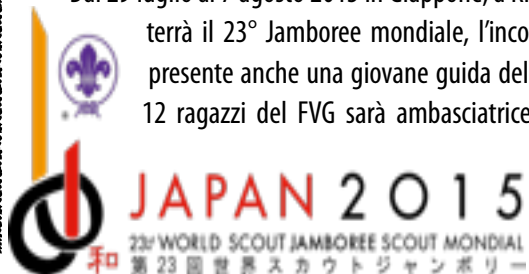 Dal 29 luglio al 7 agosto 2015 in Giappone, a
terrà il 23° Jamboree mondiale, l’inco
presente anche una giovane guida del
12 ragazzi del FVG sarà ambasciatrice
JAPAN 2015
23rd WORLD SCOUT JAMBOREE SCOUT MONDIAL
和 第23回世界スカウトジャンボリー